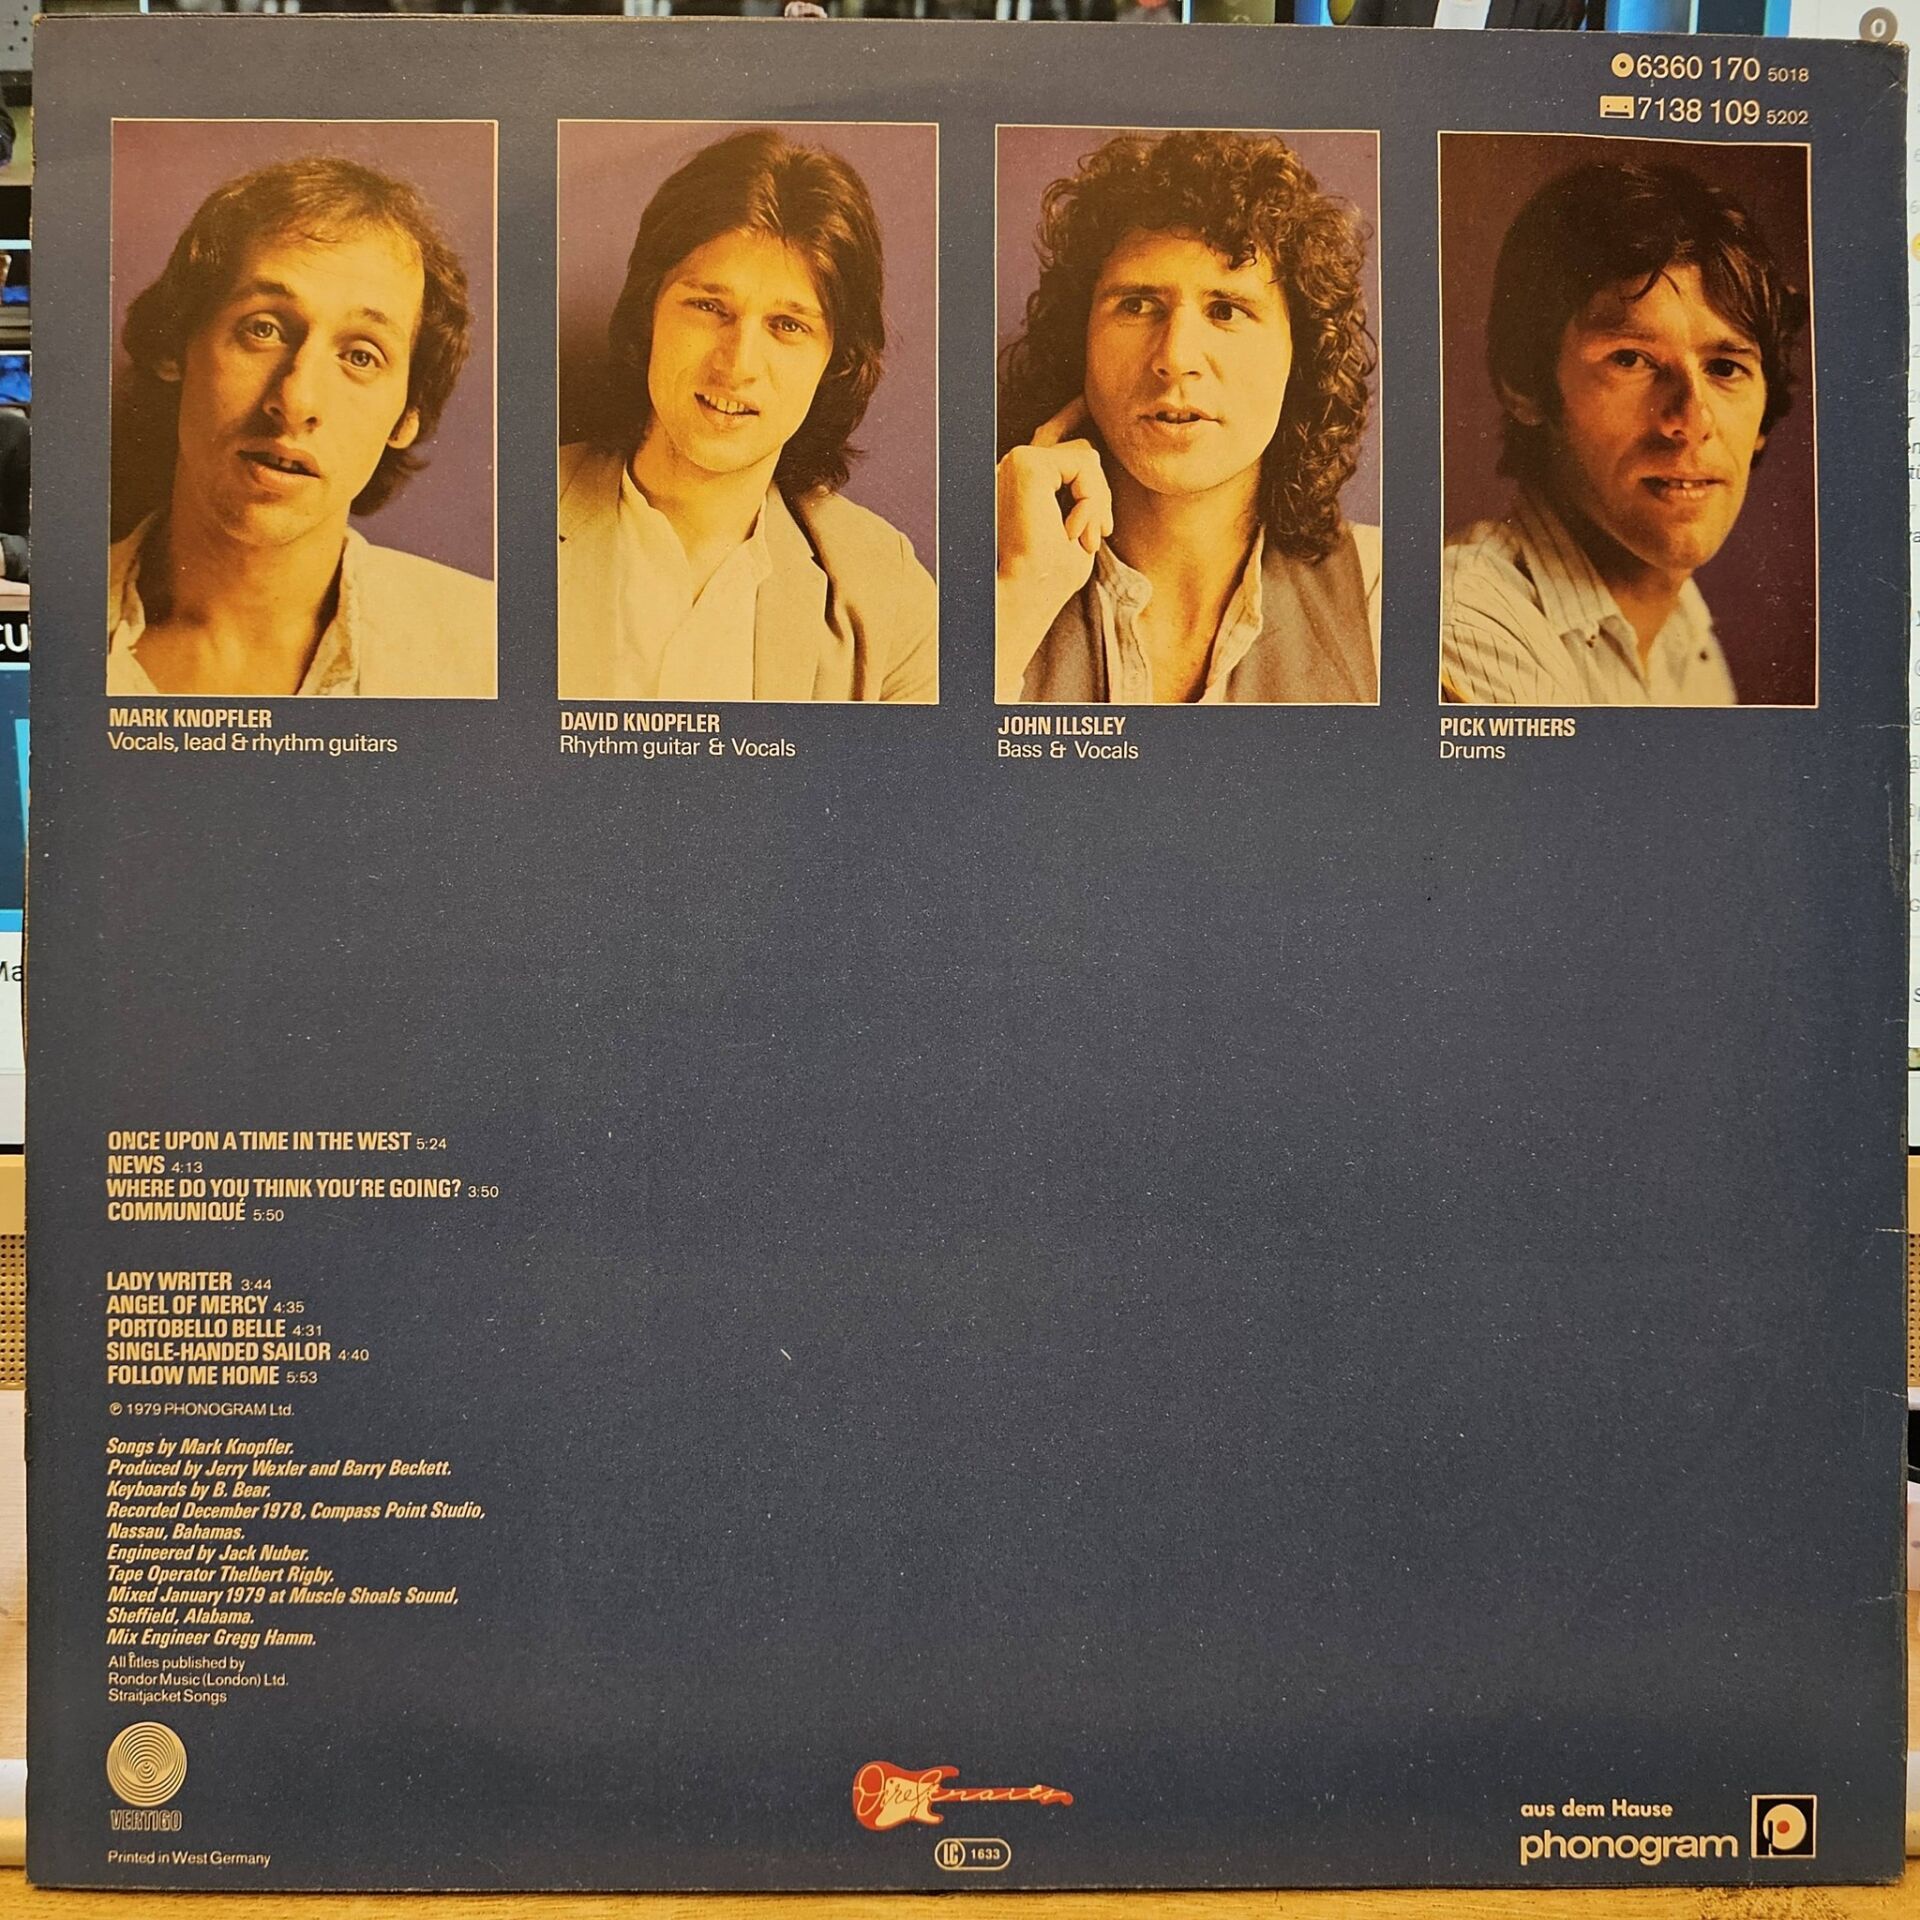 6360 170 5018
7138 109 5202
MARK KNOPFLER
Vocals, lead & rhythm guitars
DAVID KNOPFLER
Rhythm guitar & Vocals
JOHN ILLSLEY
Bass & Vocals
PICK WITHERS
Drums
ONCE UPON A TIME IN THE WEST 5:24
NEWS 4:13
WHERE DO YOU THINK YOU'RE GOING? 3:50
COMMUNIQUÉ 5:50
LADY WRITER 3:44
ANGEL OF MERCY 4:35
PORTOBELLO BELLE 4:31
SINGLE-HANDED SAILOR 4:40
FOLLOW ME HOME 5:53
℗ 1979 PHONOGRAM Ltd.
Songs by Mark Knopfler.
Produced by Jerry Wexler and Barry Beckett.
Keyboards by B. Bear.
Recorded December 1978, Compass Point Studio,
Nassau, Bahamas.
Engineered by Jack Nuber.
Tape Operator Thelbert Rigby.
Mixed January 1979 at Muscle Shoals Sound,
Sheffield, Alabama.
Mix Engineer Gregg Hamm.
All titles published by
Rondor Music (London) Ltd.
Straitjacket Songs
VERTIGO
Printed in West Germany
Dire Straits
LC 1633
aus dem Hause
phonogram